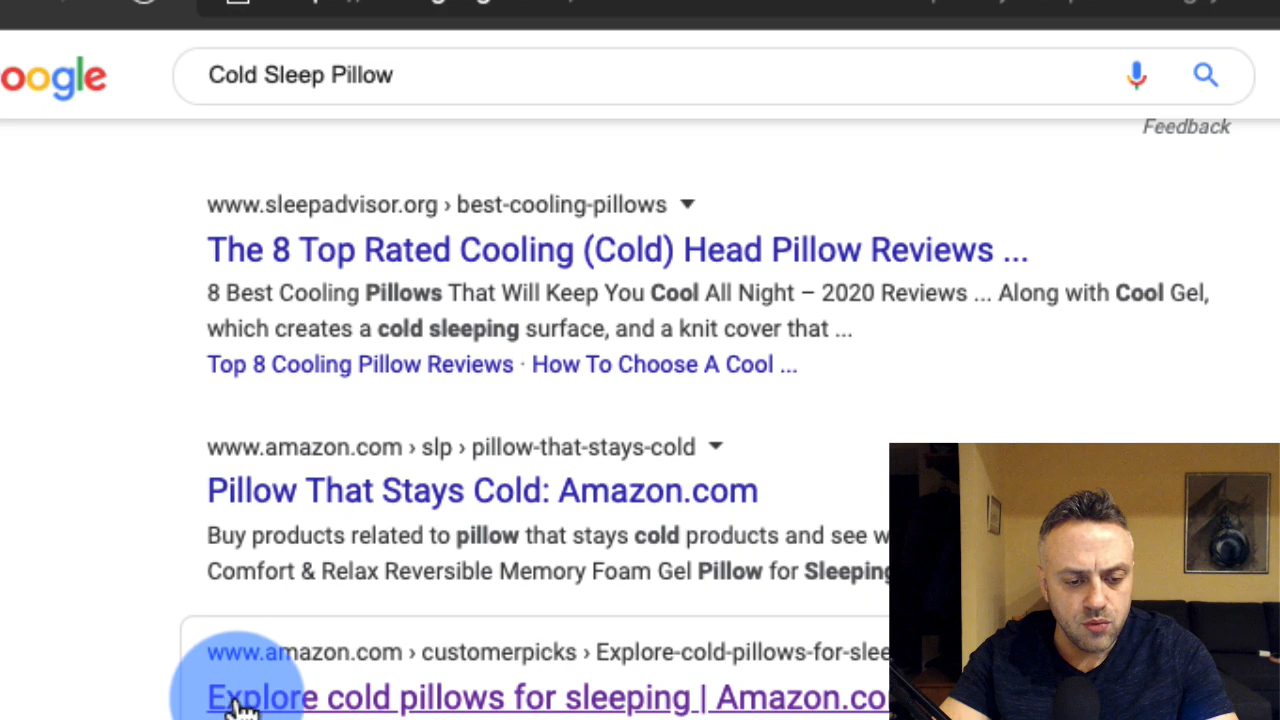 oogle
Cold Sleep Pillow
Feedback
www.sleepadvisor.org › best-cooling-pillows
The 8 Top Rated Cooling (Cold) Head Pillow Reviews ...
8 Best Cooling Pillows That Will Keep You Cool All Night – 2020 Reviews ... Along with Cool Gel,
which creates a cold sleeping surface, and a knit cover that ...
Top 8 Cooling Pillow Reviews · How To Choose A Cool ...
www.amazon.com › slp › pillow-that-stays-cold
Pillow That Stays Cold: Amazon.com
Buy products related to pillow that stays cold products and see w
Comfort & Relax Reversible Memory Foam Gel Pillow for Sleeping
www.amazon.com › customerpicks › Explore-cold-pillows-for-slee
Explore cold pillows for sleeping | Amazon.co